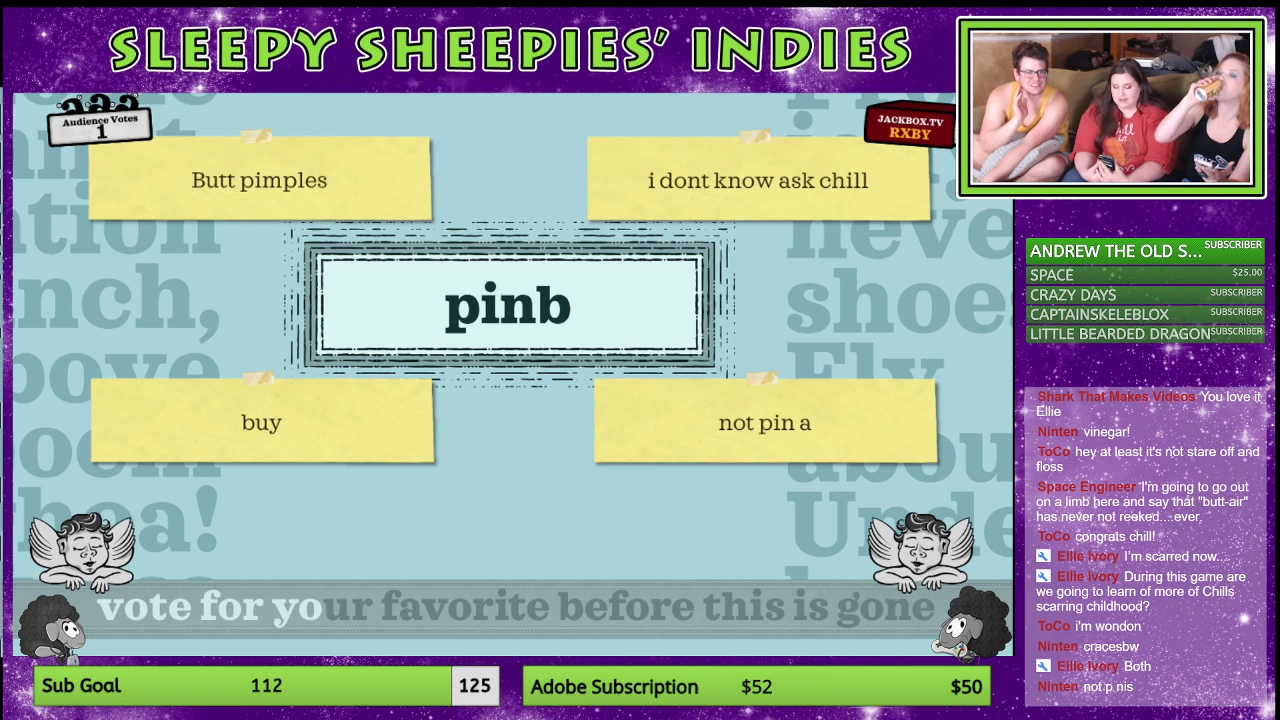 SLEEPY SHEEPIES' INDIES
Audience Votes
1
JACKBOX.TV
RXBY
Butt pimples
i dont know ask chill
pinb
buy
not pin a
vote for your favorite before this is gone
Sub Goal 112 125
Adobe Subscription $52 $50
ANDREW THE OLD S... SUBSCRIBER
SPACE $25.00
CRAZY DAYS SUBSCRIBER
CAPTAINSKELEBLOX SUBSCRIBER
LITTLE BEARDED DRAGON SUBSCRIBER
Shark That Makes Videos You love it
Ellie
Ninten vinegar!
ToCo hey at least it's not stare off and
floss
Space Engineer I'm going to go out
on a limb here and say that "butt-air"
has never not reeked....ever.
ToCo congrats chill!
Ellie Ivory I'm scarred now...
Ellie Ivory During this game are
we going to learn of more of Chills
scarring childhood?
ToCo i'm wondon
Ninten cracesbw
Ellie Ivory Both
Ninten not p nis